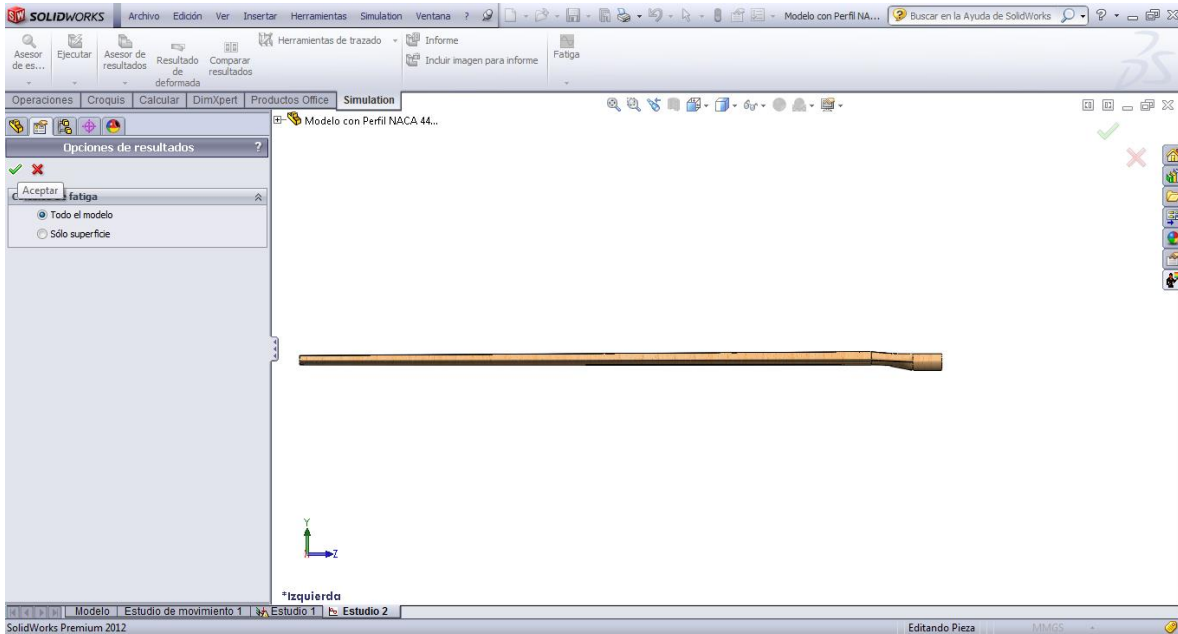 SOLIDWORKS Archivo Edición Ver Insertar Herramientas Simulation Ventana ? Modelo con Perfil NA... Buscar en la Ayuda de SolidWorks ?
Asesor de es...
Ejecutar
Asesor de resultados
Resultado de deformada
Comparar resultados
Herramientas de trazado
Informe
Incluir imagen para informe
Fatiga
Operaciones Croquis Calcular DimXpert Productos Office Simulation
Modelo con Perfil NACA 44...
Opciones de resultados ?
Aceptar
fatiga
Todo el modelo
Sólo superficie
Y
Z
*Izquierda
Modelo Estudio de movimiento 1 Estudio 1 Estudio 2
SolidWorks Premium 2012 Editando Pieza MMGS